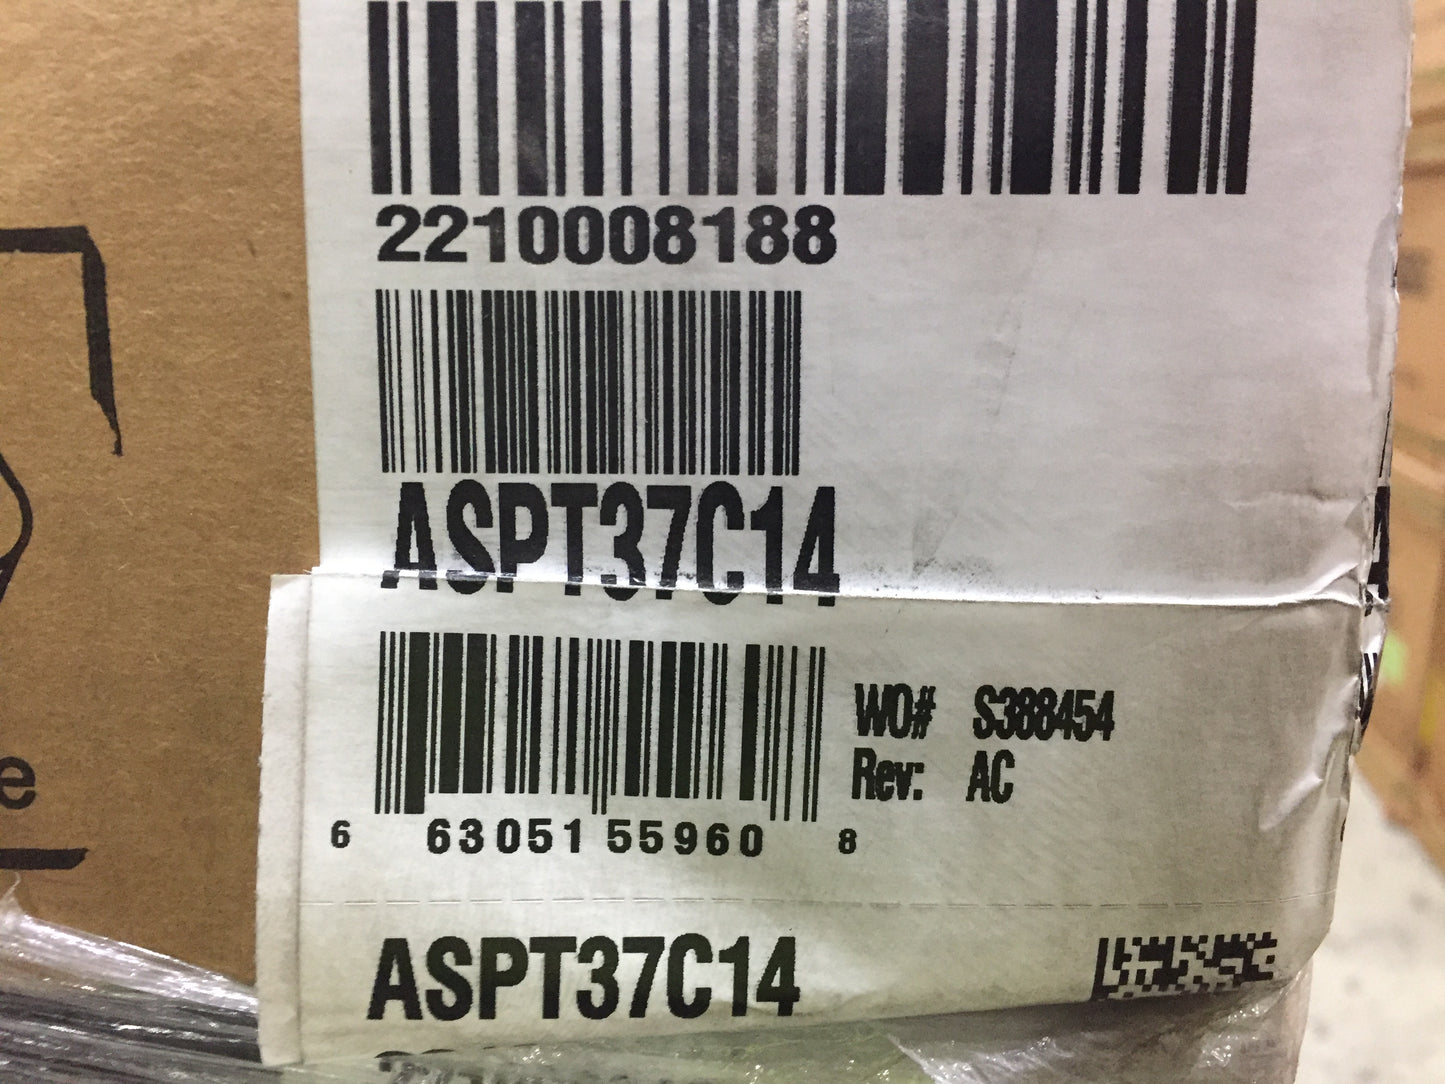 2210008188
ASPT37C14
WO# S388454
Rev: AC
6 63051 55960 8
ASPT37C14
e